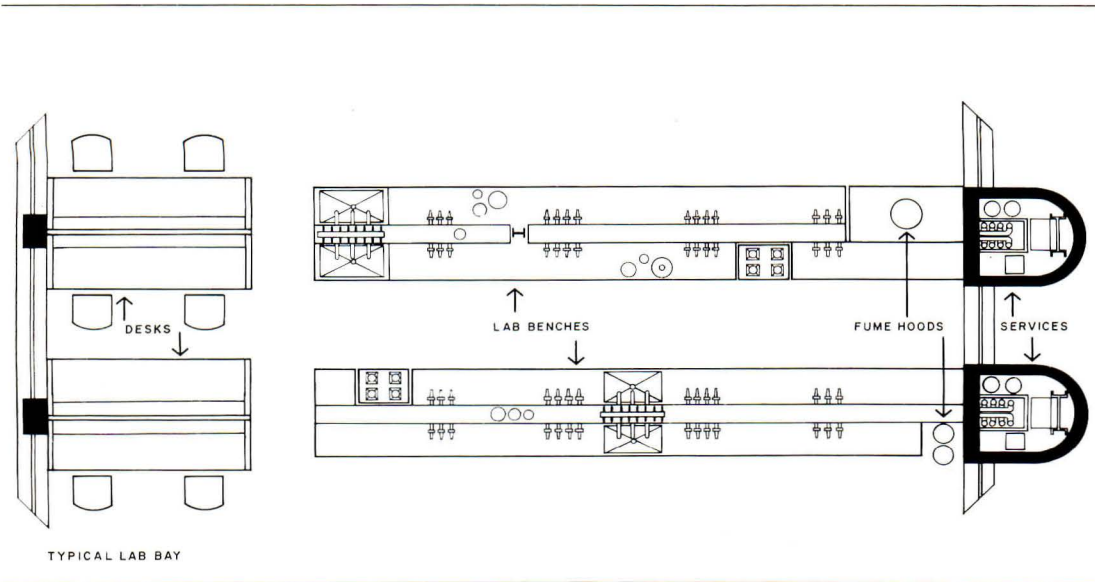 DESKS
LAB BENCHES
FUME HOODS
SERVICES
TYPICAL LAB BAY